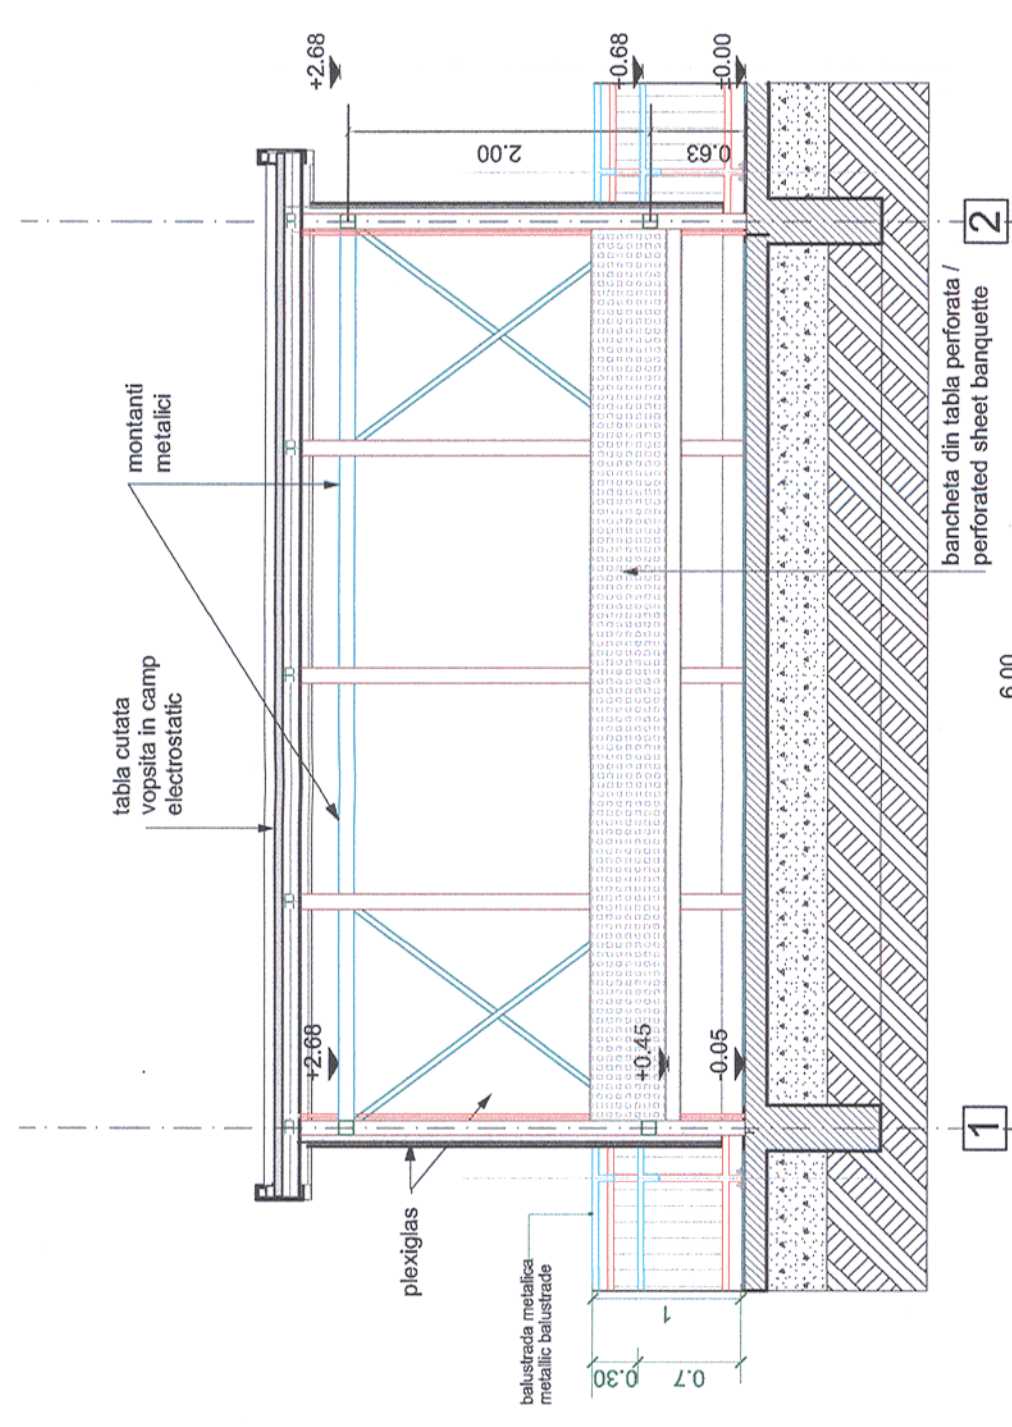 tabla cutata
vopsita in camp
electrostatic
montanti
metalici
+2.68
+0.68
+0.00
2.00
0.63
+2.68
+0.45
-0.05
plexiglas
balustrada metalica
metallic balustrade
1
0.30
0.7
bancheta din tabla perforata /
perforated sheet banquette
6.00
1
2